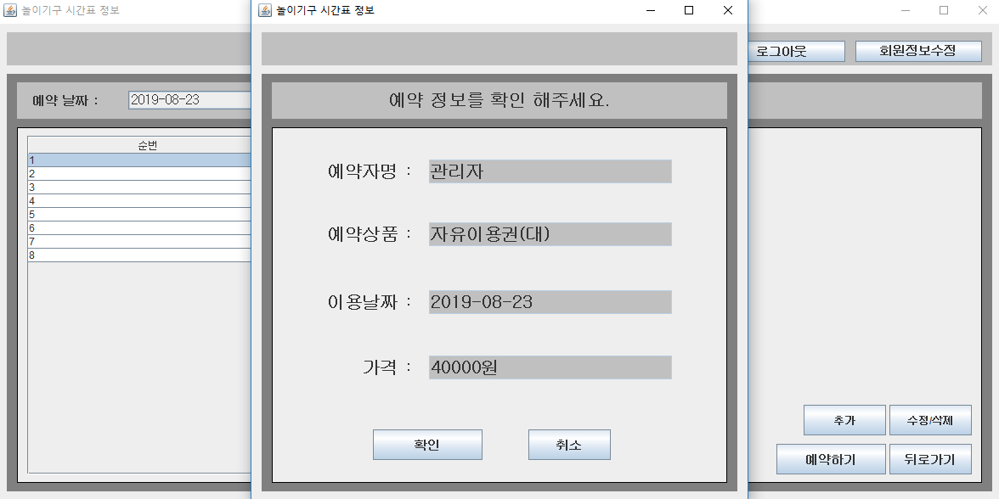 놀이기구 시간표 정보
놀이기구 시간표 정보
로그아웃
회원정보수정
예약 날짜 :
2019-08-23
예약 정보를 확인 해주세요.
순번
1
2
3
4
5
6
7
8
예약자명 :
관리자
예약상품 :
자유이용권(대)
이용날짜 :
2019-08-23
가격 :
40000원
확인
취소
추가
수정/삭제
예약하기
뒤로가기